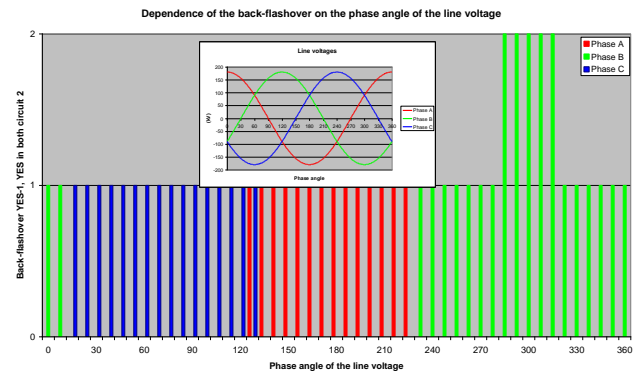 Dependence of the back-flashover on the phase angle of the line voltage
Back-flashover YES-1, YES in both circuit 2
2
1
0
Phase A
Phase B
Phase C
Line voltages
(kV)
200
150
100
50
0
-50
-100
-150
-200
30 60 90 120 150 180 210 240 270 300 330 360
Phase A
Phase B
Phase C
Phase angle
0 30 60 90 120 150 180 210 240 270 300 330 360
Phase angle of the line voltage